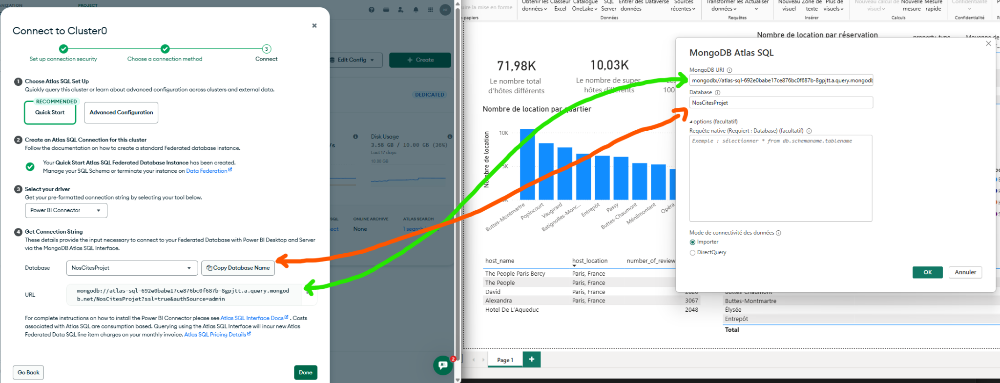 ANIZATION
PROJECT
NT
Connect to Cluster0
3
Set up connection security
Choose a connection method
Connect
1 Choose Atlas SQL Set Up
Quickly query this cluster or learn about advanced configuration across clusters and external data.
RECOMMENDED
Quick Start
Advanced Configuration
2 Create an Atlas SQL Connection for this cluster
Follow the documentation on how to create a standard Federated database instance.
Your Quick Start Atlas SQL Federated Database Instance has been created.
Manage your SQL Schema or terminate your instance on Data Federation
3 Select your driver
Get your pre-formatted connection string by selecting your tool below.
Power BI Connector
4 Get Connection String
These details provide the input necessary to connect to your Federated Database with Power BI Desktop and Server
via the MongoDB Atlas SQL Interface.
Database
NosCitesProjet
Copy Database Name
URL
mongodb://atlas-sql-692e0babe17ce876bc0f687b-8gpjtt.a.query.mongod
b.net/NosCitesProjet?ssl=true&authSource=admin
For complete instructions on how to install the Power BI Connector please see Atlas SQL Interface Docs . Costs
associated with Atlas SQL are consumption based. Querying using the Atlas SQL Interface will incur new Atlas
Federated Data SQL line item charges on your monthly invoice. Atlas SQL Pricing Details
Go Back
Done
Edit Config
+ Create
DEDICATED
/s
Disk Usage
3.58 GB / 10.00 GB (36%)
Last 17 days
10.00 GB
SQL
ect
ONLINE ARCHIVE
None
ATLAS SEARCH
1 search
2
uire la mise en forme
e-papiers
Obtenir les données
Classeur Excel
Catalogue OneLake
SQL Server
Entrer des données
Dataverse
Sources récentes
Données
Transformer les données
Actualiser
Requêtes
Nouveau visuel
Zone de texte
Plus de visuels
Insérer
Nouveau calcul de visuel
Nouvelle mesure
Mesure rapide
Calculs
Confidentialité
Confidentialité
Nombre de location par réservation
property_type
Moyenne de
71,98K
Le nombre total
d'hôtes différents
10,03K
Le nombre de super
hôtes différents
100
Nombre de location par quartier
Nombre de location
10K
5K
0K
Buttes-Montmartre
Popincourt
Vaugirard
Batignolles-Monc...
Entrepôt
Passy
Buttes-Chaumont
Ménilmontant
Opéra
host_name
host_location
number_of_review
The People Paris Bercy
Paris, France
The People
Paris, France
David
Paris, France
Alexandra
Paris, France
3067
Hotel De L'Aqueduc
2048
Buttes-Chaumont
Buttes-Montmartre
Élysée
Entrepôt
Total
Page 1
+
MongoDB Atlas SQL
MongoDB URI
mongodb://atlas-sql-692e0babe17ce876bc0f687b-8gpjtt.a.query.mongodb
Database
NosCitesProjet
options (facultatif)
Requête native (Requiert : Database) (facultatif)
Exemple : sélectionner * from db.schemaname.tablename
Mode de connectivité des données
Importer
DirectQuery
OK
Annuler